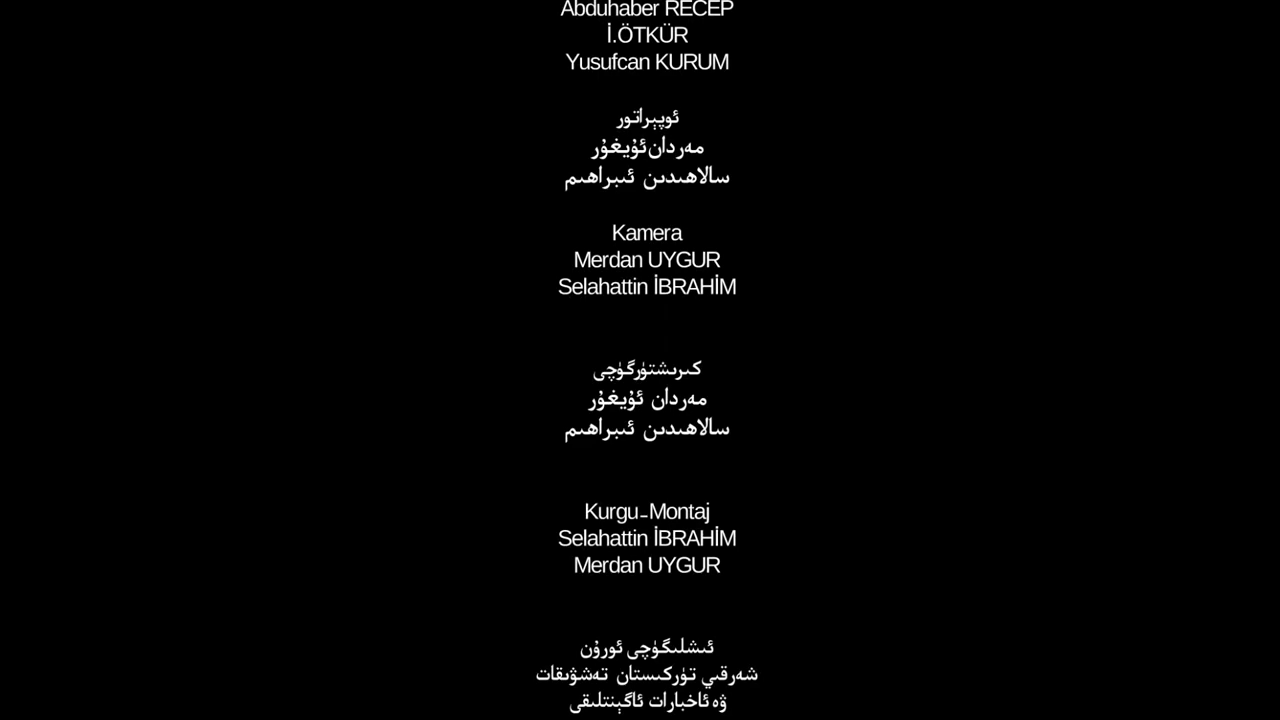 Abduhaber RECEP
İ.ÖTKÜR
Yusufcan KURUM
ئوپېراتور
مەردان ئۇيغۇر
سالاھىدىن ئىبراھىم
Kamera
Merdan UYGUR
Selahattin İBRAHİM
كىرىشتۈرگۈچى
مەردان ئۇيغۇر
سالاھىدىن ئىبراھىم
Kurgu-Montaj
Selahattin İBRAHİM
Merdan UYGUR
ئىشلىگۈچى ئورۇن
شەرقىي تۈركىستان تەشۋىقات
ۋە ئاخبارات ئاگېنتلىقى